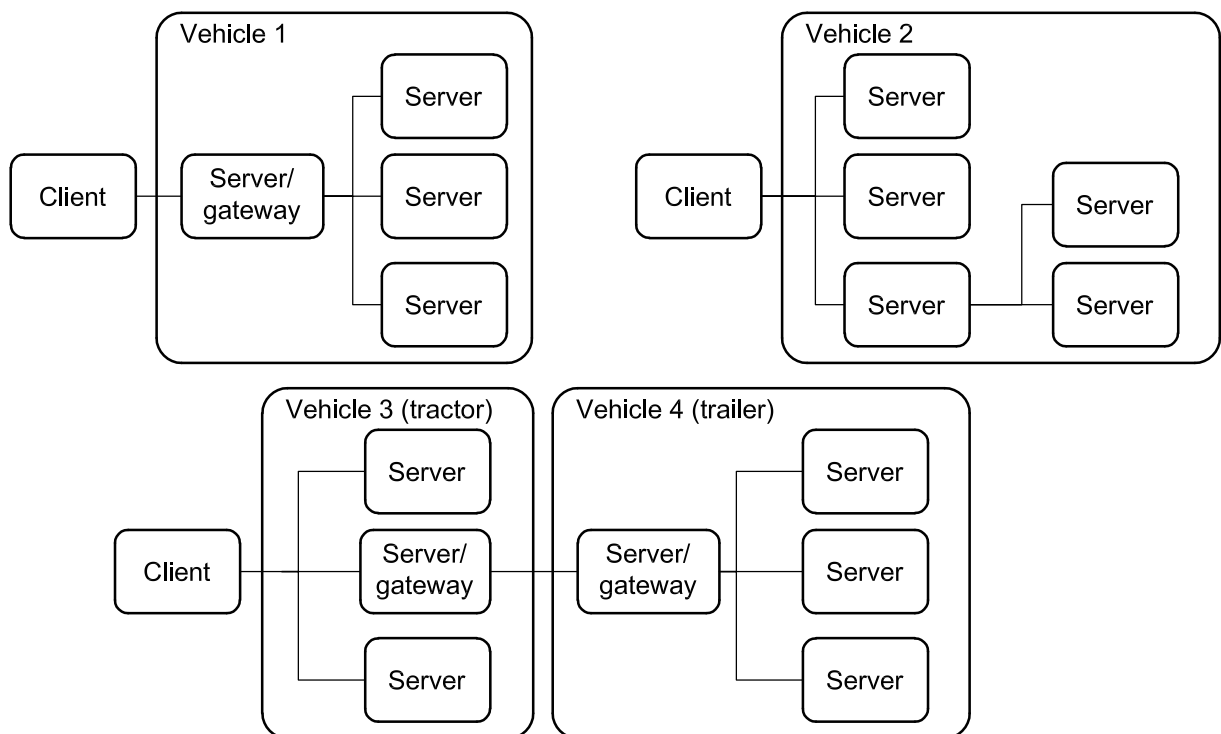 Vehicle 1
Server
Client
Server/
gateway
Server
Server
Vehicle 2
Server
Client
Server
Server
Server
Server
Vehicle 3 (tractor)
Server
Client
Server/
gateway
Server
Vehicle 4 (trailer)
Server
Server/
gateway
Server
Server